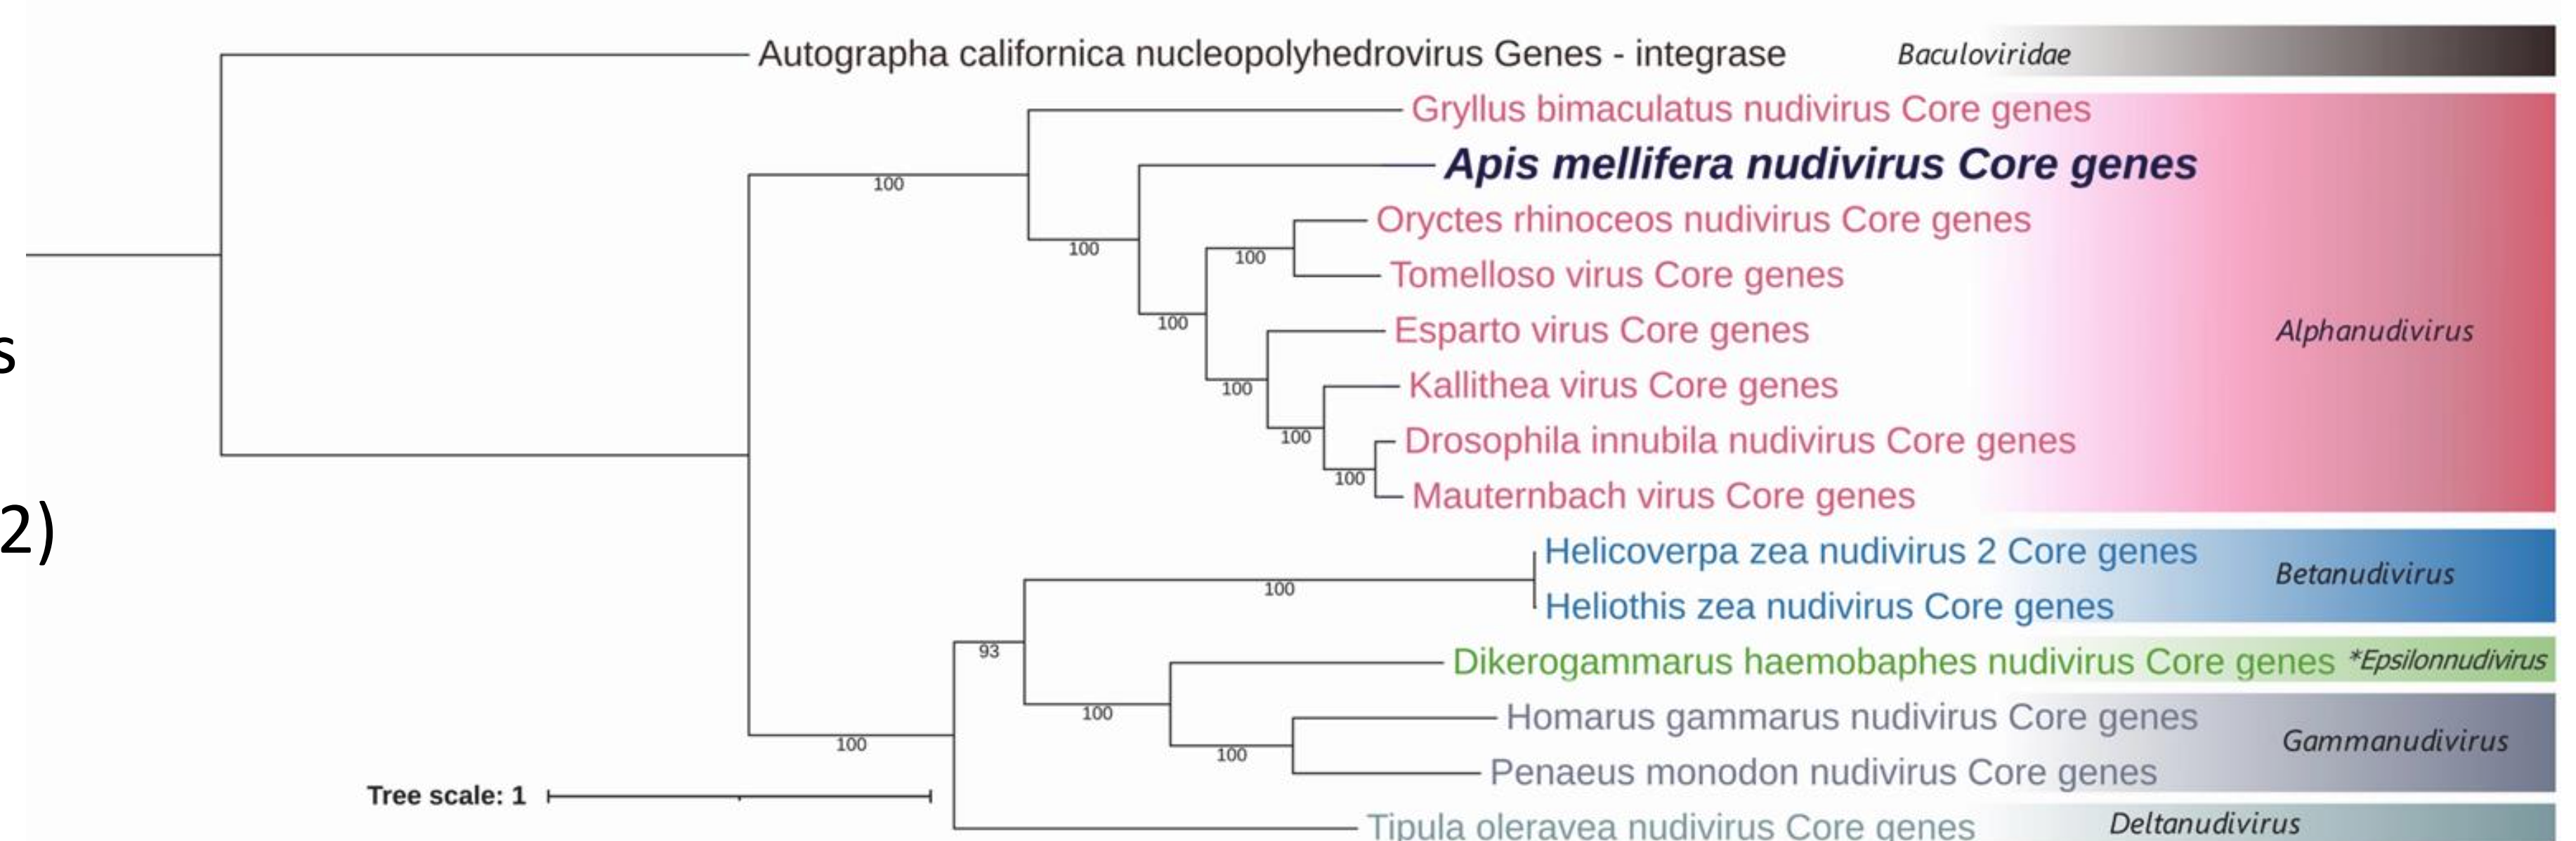 Autographa californica nucleopolyhedrovirus Genes - integrase Baculoviridae
Gryllus bimaculatus nudivirus Core genes
100 Apis mellifera nudivirus Core genes
Oryctes rhinoceos nudivirus Core genes
100 100
Tomelloso virus Core genes
100
Esparto virus Core genes Alphanudivirus
s
100 Kallithea virus Core genes
100 Drosophila innubila nudivirus Core genes
100
Mauternbach virus Core genes
2)
Helicoverpa zea nudivirus 2 Core genes
100 Betanudivirus
Heliothis zea nudivirus Core genes
93 Dikerogammarus haemobaphes nudivirus Core genes *Epsilonnudivirus
100 Homarus gammarus nudivirus Core genes
100 100 Gammanudivirus
Penaeus monodon nudivirus Core genes
Tree scale: 1
Tipula oleravea nudivirus Core genes Deltanudivirus